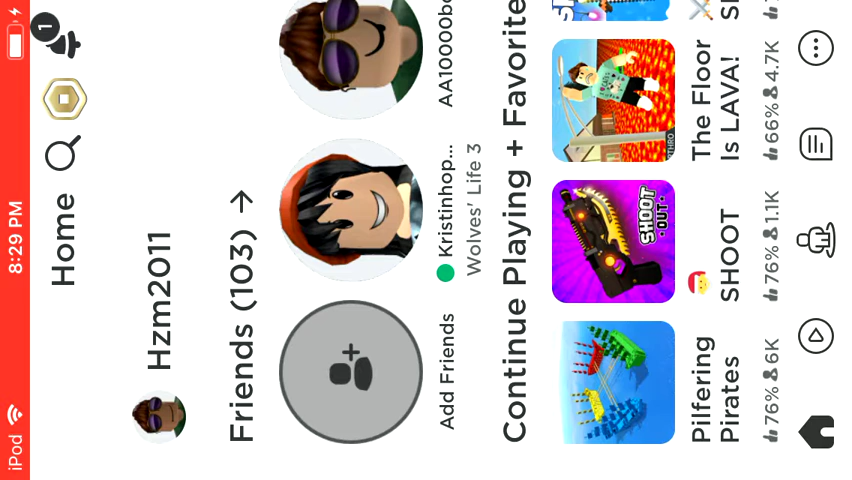 iPod 8:29 PM
Home
1
Hzm2011
Friends (103) →
Add Friends
Kristinhop...
Wolves' Life 3
AA10000bc
Continue Playing + Favorite
SHOOT
OUT
Pilfering
Pirates
76% 6K
SHOOT
76% 1.1K
The Floor
Is LAVA!
66% 4.7K